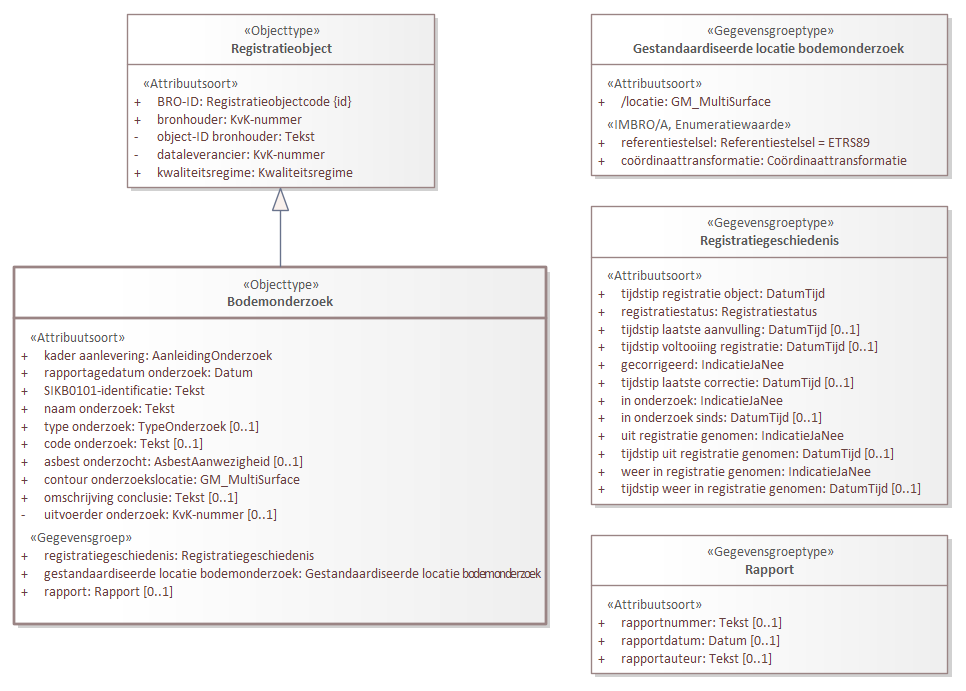 «Objecttype»
Registratieobject
«Attribuutsoort»
+ BRO-ID: Registratieobjectcode {id}
+ bronhouder: KvK-nummer
- object-ID bronhouder: Tekst
- dataleverancier: KvK-nummer
+ kwaliteitsregime: Kwaliteitsregime
«Objecttype»
Bodemonderzoek
«Attribuutsoort»
+ kader aanlevering: AanleidingOnderzoek
+ rapportagedatum onderzoek: Datum
+ SIKB0101-identificatie: Tekst
+ naam onderzoek: Tekst
+ type onderzoek: TypeOnderzoek [0..1]
+ code onderzoek: Tekst [0..1]
+ asbest onderzocht: AsbestAanwezigheid [0..1]
+ contour onderzoekslocatie: GM_MultiSurface
+ omschrijving conclusie: Tekst [0..1]
- uitvoerder onderzoek: KvK-nummer [0..1]
«Gegevensgroep»
+ registratiegeschiedenis: Registratiegeschiedenis
+ gestandaardiseerde locatie bodemonderzoek: Gestandaardiseerde locatie bodemonderzoek
+ rapport: Rapport [0..1]
«Gegevensgroeptype»
Gestandaardiseerde locatie bodemonderzoek
«Attribuutsoort»
+ /locatie: GM_MultiSurface
«IMBRO/A, Enumeratiewaarde»
+ referentiestelsel: Referentiestelsel = ETRS89
+ coördinaattransformatie: Coördinaattransformatie
«Gegevensgroeptype»
Registratiegeschiedenis
«Attribuutsoort»
+ tijdstip registratie object: DatumTijd
+ registratiestatus: Registratiestatus
+ tijdstip laatste aanvulling: DatumTijd [0..1]
+ tijdstip voltooiing registratie: DatumTijd [0..1]
+ gecorrigeerd: IndicatieJaNee
+ tijdstip laatste correctie: DatumTijd [0..1]
+ in onderzoek: IndicatieJaNee
+ in onderzoek sinds: DatumTijd [0..1]
+ uit registratie genomen: IndicatieJaNee
+ tijdstip uit registratie genomen: DatumTijd [0..1]
+ weer in registratie genomen: IndicatieJaNee
+ tijdstip weer in registratie genomen: DatumTijd [0..1]
«Gegevensgroeptype»
Rapport
«Attribuutsoort»
+ rapportnummer: Tekst [0..1]
+ rapportdatum: Datum [0..1]
+ rapportauteur: Tekst [0..1]